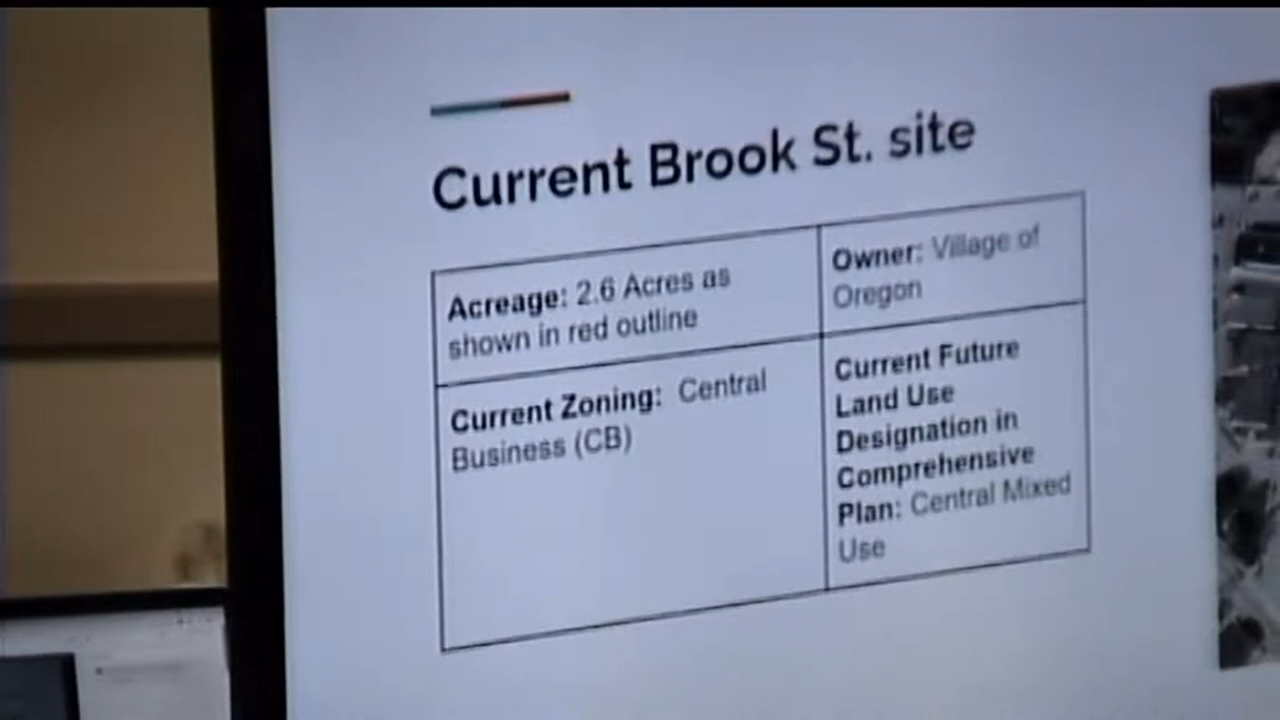 Current Brook St. site
Acreage: 2.6 Acres as
shown in red outline
Owner: Village of
Oregon
Current Zoning: Central
Business (CB)
Current Future
Land Use
Designation in
Comprehensive
Plan: Central Mixed
Use